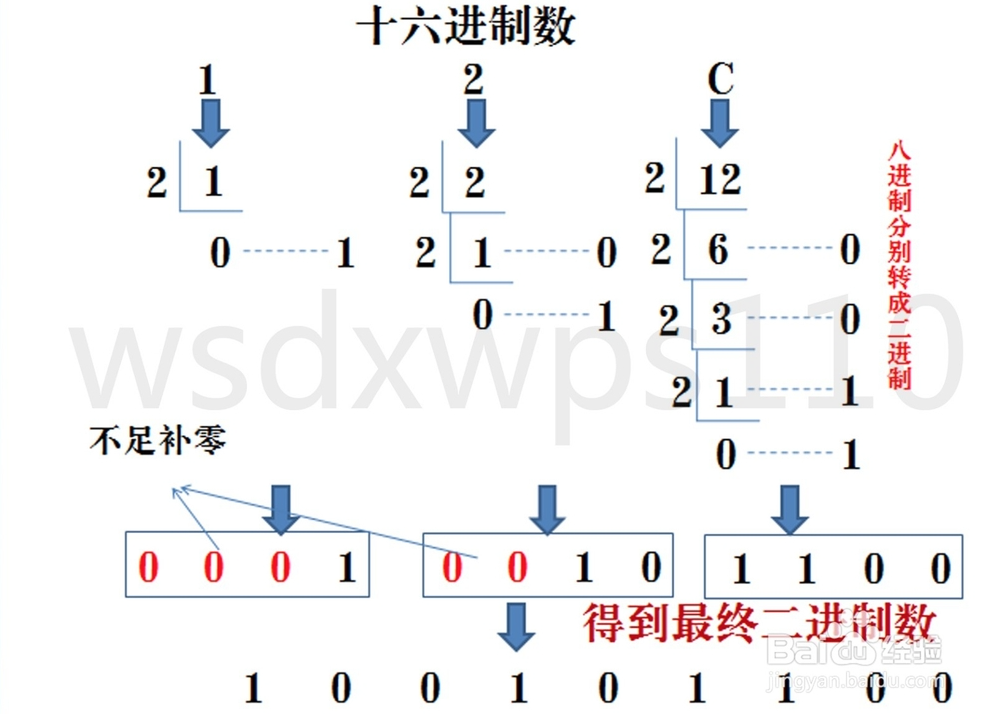 十六进制数
1 2 C
2 1 2 2 2 12
0 1 2 1 0 2 6 0
0 1 2 3 0
2 1 1
0 1
八进制分别转成二进制
wsdxwps110
不足补零
0 0 0 1 0 0 1 0 1 1 0 0
得到最终二进制数
1 0 0 1 0 1 1 0 0
Baidu经验
jingyan.baidu.com